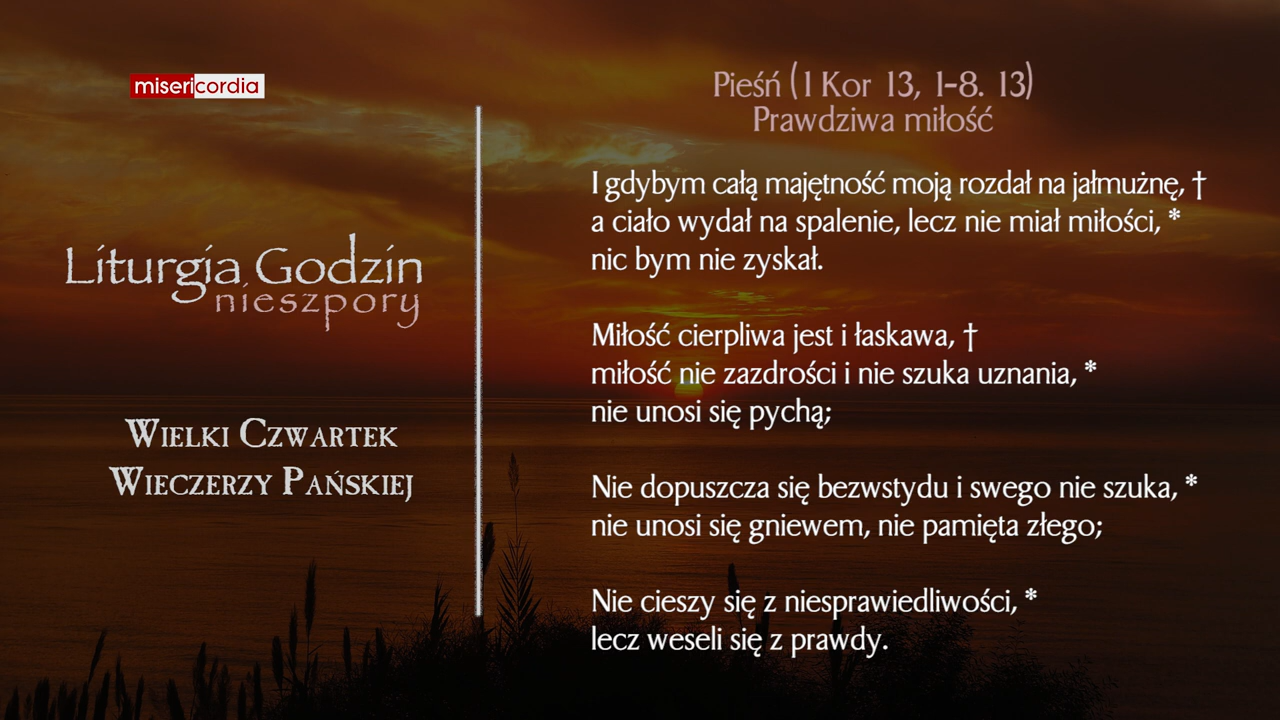 misericordia
Liturgia Godzin
nieszpory
Wielki Czwartek
Wieczerzy Pańskiej
Pieśń (1 Kor 13, 1-8. 13)
Prawdziwa miłość
I gdybym całą majętność moją rozdał na jałmużnę, †
a ciało wydał na spalenie, lecz nie miał miłości, *
nic bym nie zyskał.
Miłość cierpliwa jest i łaskawa, †
miłość nie zazdrości i nie szuka uznania, *
nie unosi się pychą;
Nie dopuszcza się bezwstydu i swego nie szuka, *
nie unosi się gniewem, nie pamięta złego;
Nie cieszy się z niesprawiedliwości, *
lecz weseli się z prawdy.